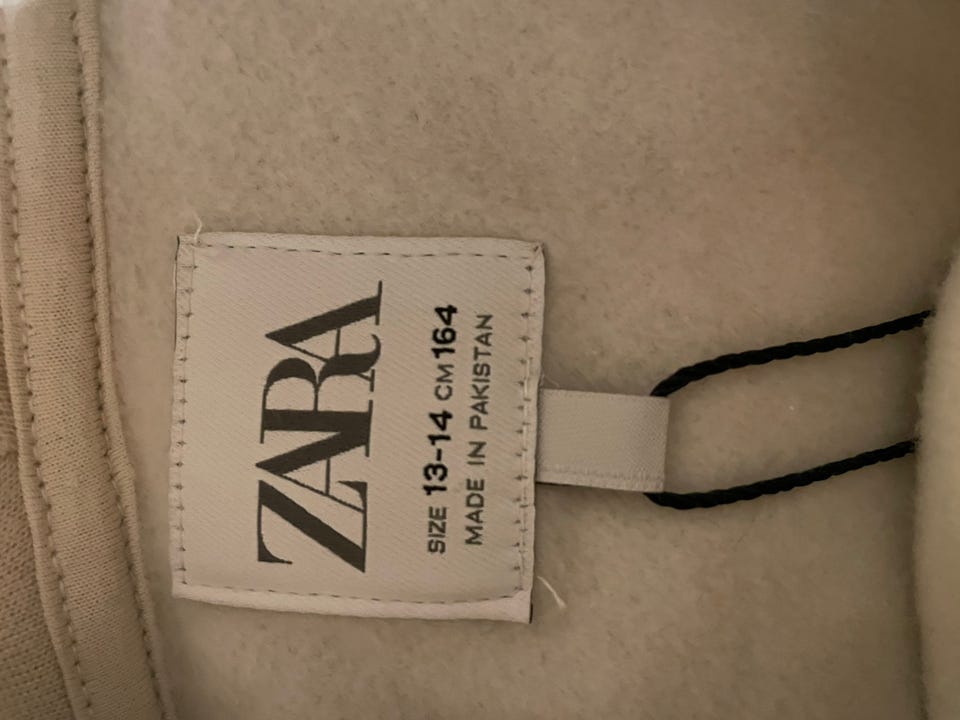 ZARA
SIZE 13-14 CM 164
MADE IN PAKISTAN